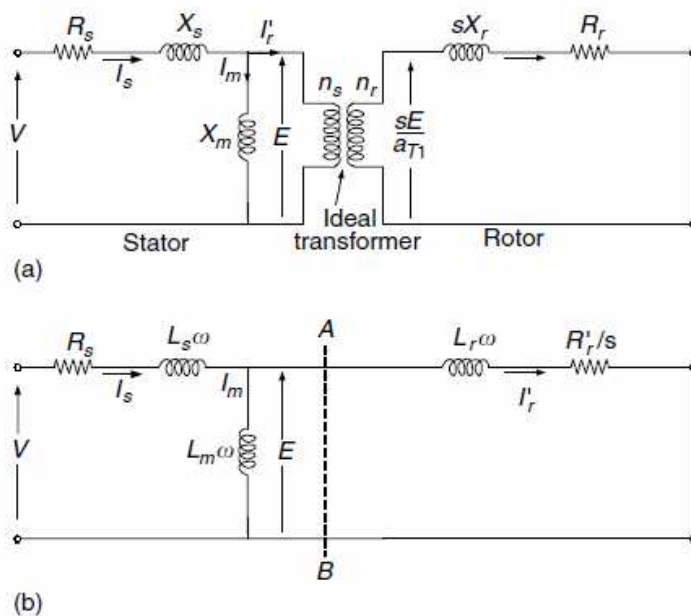 R_s X_s I'_r sX_r R_r
I_s I_m n_s n_r
V X_m E sE/a_T1
Ideal
Stator transformer Rotor
(a)
R_s L_sω A L_rω R'_r/s
I_s I_m I'_r
V L_mω E
B
(b)